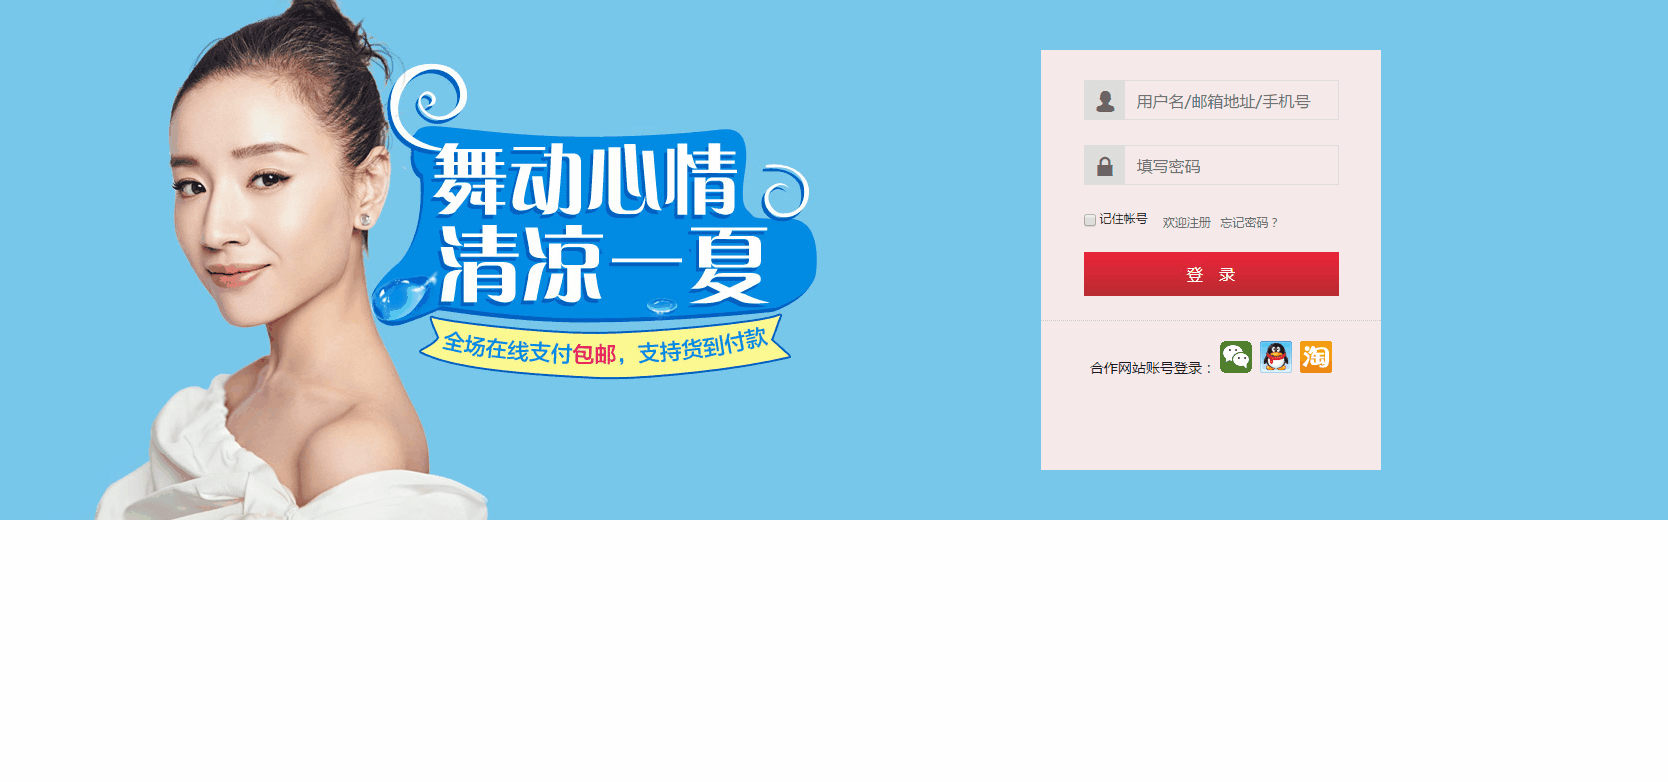 舞动心情
清凉一夏
全场在线支付包邮，支持货到付款
用户名/邮箱地址/手机号
填写密码
记住帐号 欢迎注册 忘记密码？
登 录
合作网站账号登录：
淘